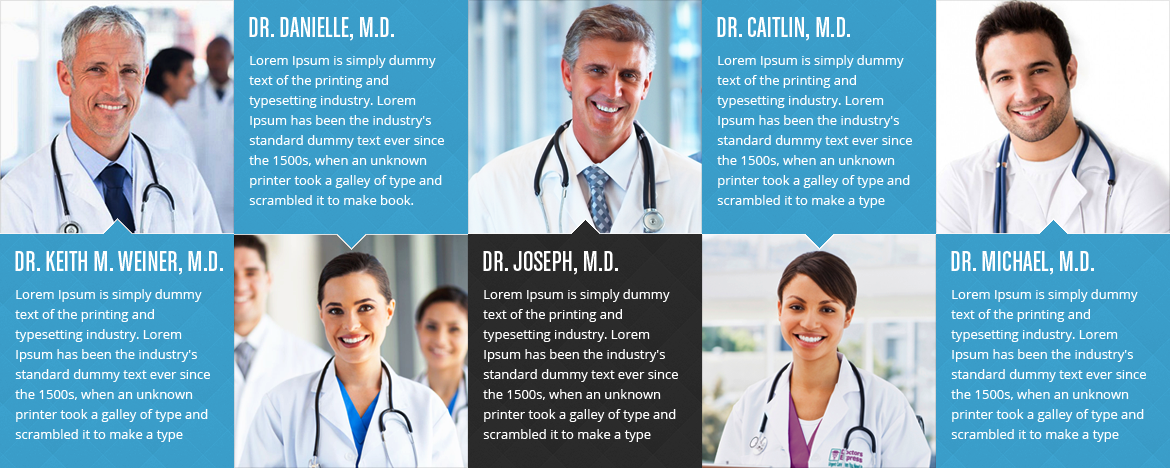 DR. DANIELLE, M.D.
Lorem Ipsum is simply dummy
text of the printing and
typesetting industry. Lorem
Ipsum has been the industry's
standard dummy text ever since
the 1500s, when an unknown
printer took a galley of type and
scrambled it to make book.
DR. CAITLIN, M.D.
Lorem Ipsum is simply dummy
text of the printing and
typesetting industry. Lorem
Ipsum has been the industry's
standard dummy text ever since
the 1500s, when an unknown
printer took a galley of type and
scrambled it to make a type
DR. KEITH M. WEINER, M.D.
Lorem Ipsum is simply dummy
text of the printing and
typesetting industry. Lorem
Ipsum has been the industry's
standard dummy text ever since
the 1500s, when an unknown
printer took a galley of type and
scrambled it to make a type
DR. JOSEPH, M.D.
Lorem Ipsum is simply dummy
text of the printing and
typesetting industry. Lorem
Ipsum has been the industry's
standard dummy text ever since
the 1500s, when an unknown
printer took a galley of type and
scrambled it to make a type
DR. MICHAEL, M.D.
Lorem Ipsum is simply dummy
text of the printing and
typesetting industry. Lorem
Ipsum has been the industry's
standard dummy text ever since
the 1500s, when an unknown
printer took a galley of type and
scrambled it to make a type